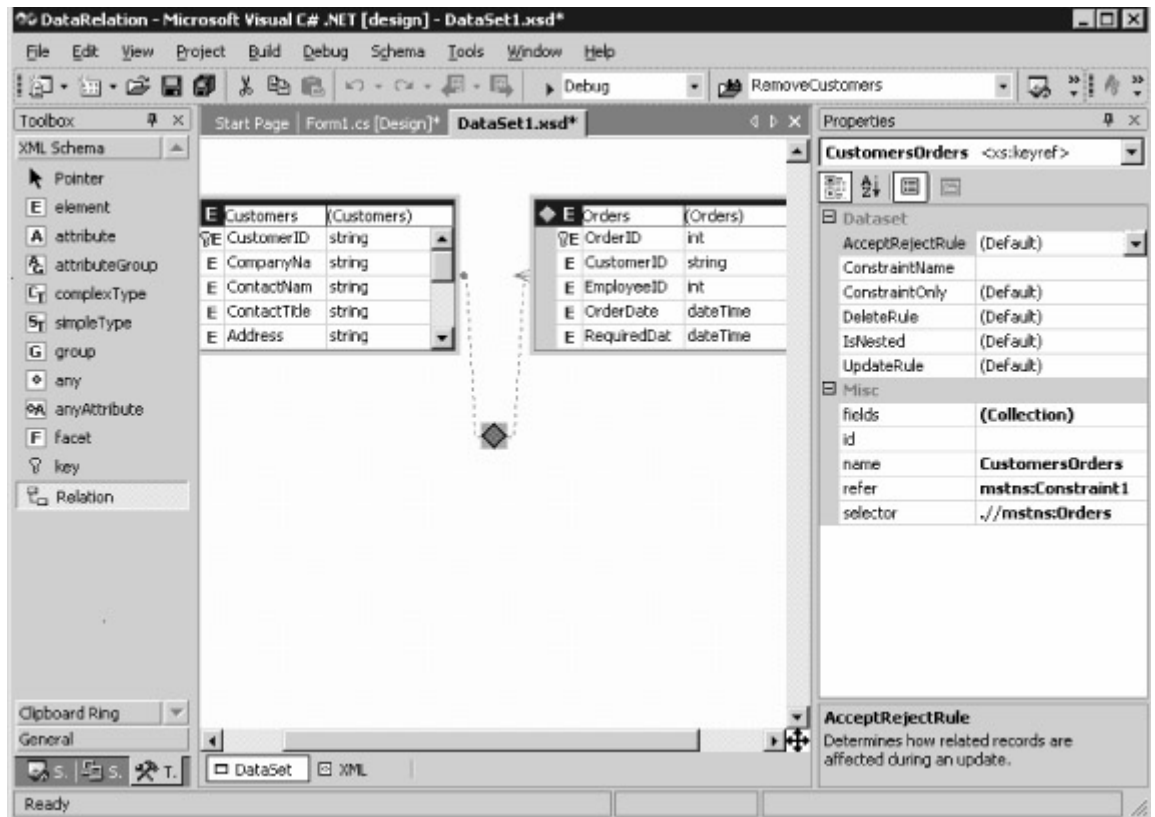 DataRelation - Microsoft Visual C# .NET [design] - DataSet1.xsd*
File Edit View Project Build Debug Schema Tools Window Help
Debug RemoveCustomers
Toolbox
XML Schema
Pointer
E element
A attribute
attributeGroup
CT complexType
ST simpleType
G group
any
anyAttribute
F facet
key
Relation
Clipboard Ring
General
S. S. T.
Start Page Form1.cs [Design]* DataSet1.xsd*
E Customers (Customers)
E CustomerID string
E CompanyNa string
E ContactNam string
E ContactTitle string
E Address string
E Orders (Orders)
E OrderID int
E CustomerID string
E EmployeeID int
E OrderDate dateTime
E RequiredDat dateTime
DataSet XML
Properties
CustomersOrders <xs:keyref>
Dataset
AcceptRejectRule (Default)
ConstraintName
ConstraintOnly (Default)
DeleteRule (Default)
IsNested (Default)
UpdateRule (Default)
Misc
fields (Collection)
id
name CustomersOrders
refer mstns:Constraint1
selector .//mstns:Orders
AcceptRejectRule
Determines how related records are
affected during an update.
Ready